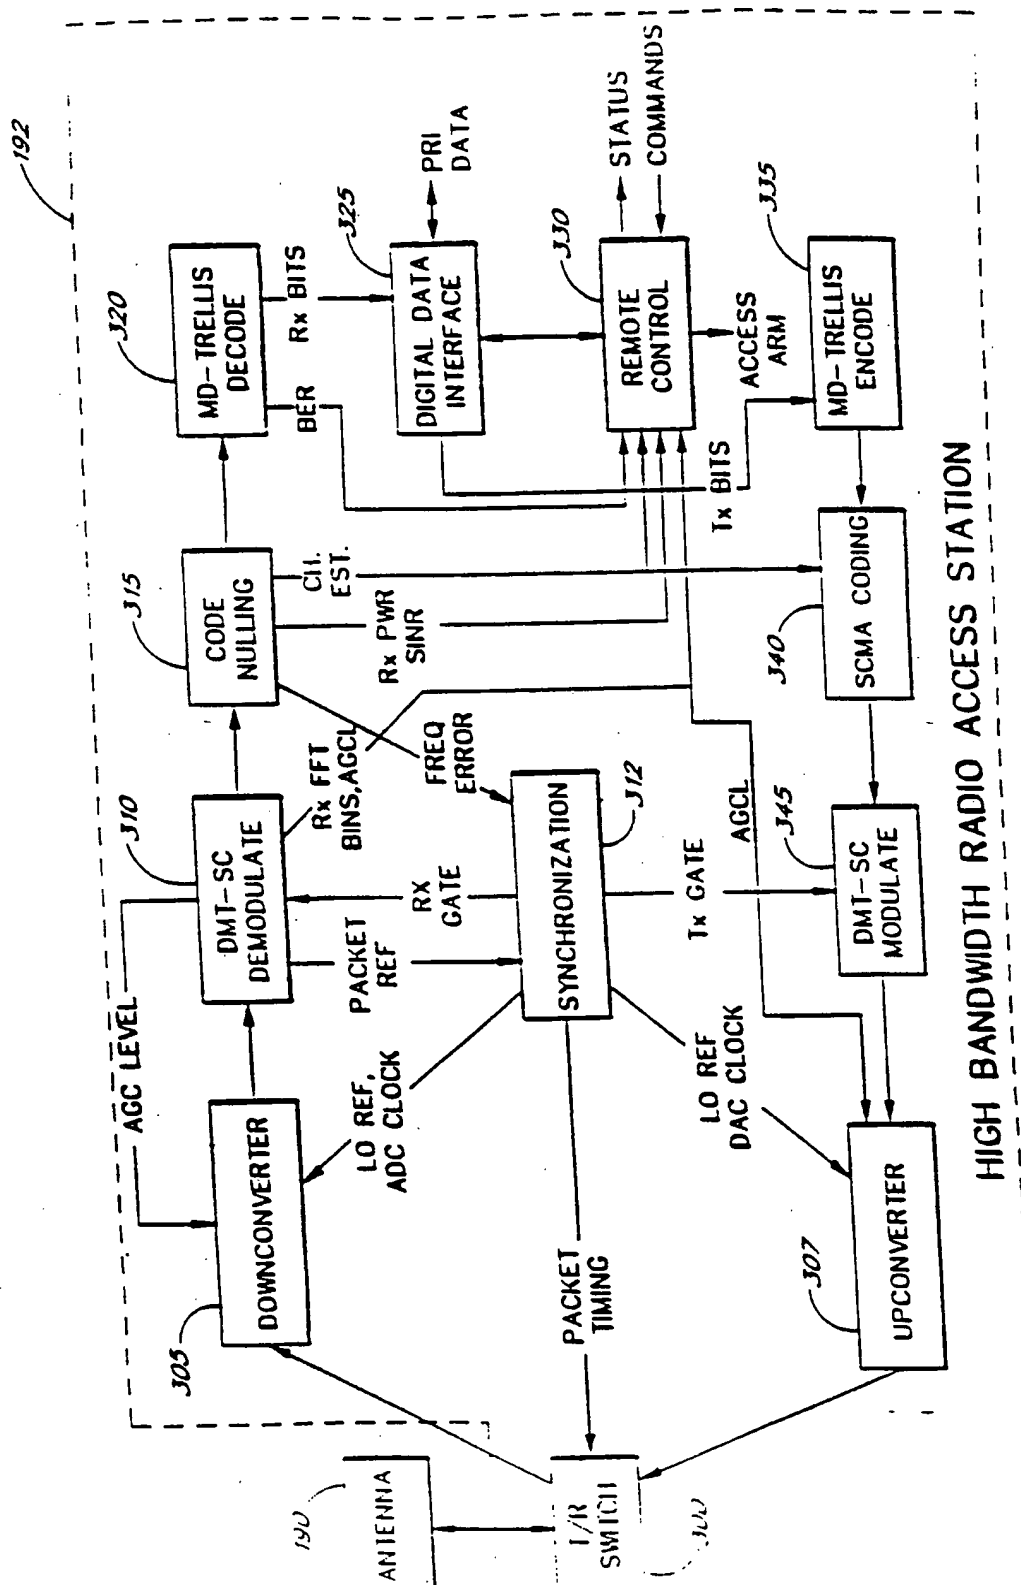 192
ANTENNA
190
T/R
SWITCH
300
AGC LEVEL
DOWNCONVERTER
305
DMT-SC
DEMODULATE
310
CODE
NULLING
315
MD-TRELLIS
DECODE
320
Rx BITS
BER
CH.
EST.
Rx PWR
SINR
Rx FFT
BINS, AGCL
FREQ
ERROR
RX
GATE
PACKET
REF
LO REF,
ADC CLOCK
SYNCHRONIZATION
312
PACKET
TIMING
DIGITAL DATA
INTERFACE
325
PRI
DATA
REMOTE
CONTROL
330
STATUS
COMMANDS
ACCESS
ARM
Tx BITS
Tx GATE
AGCL
LO REF
DAC CLOCK
UPCONVERTER
307
DMT-SC
MODULATE
345
SCMA CODING
340
MD-TRELLIS
ENCODE
335
HIGH BANDWIDTH RADIO ACCESS STATION